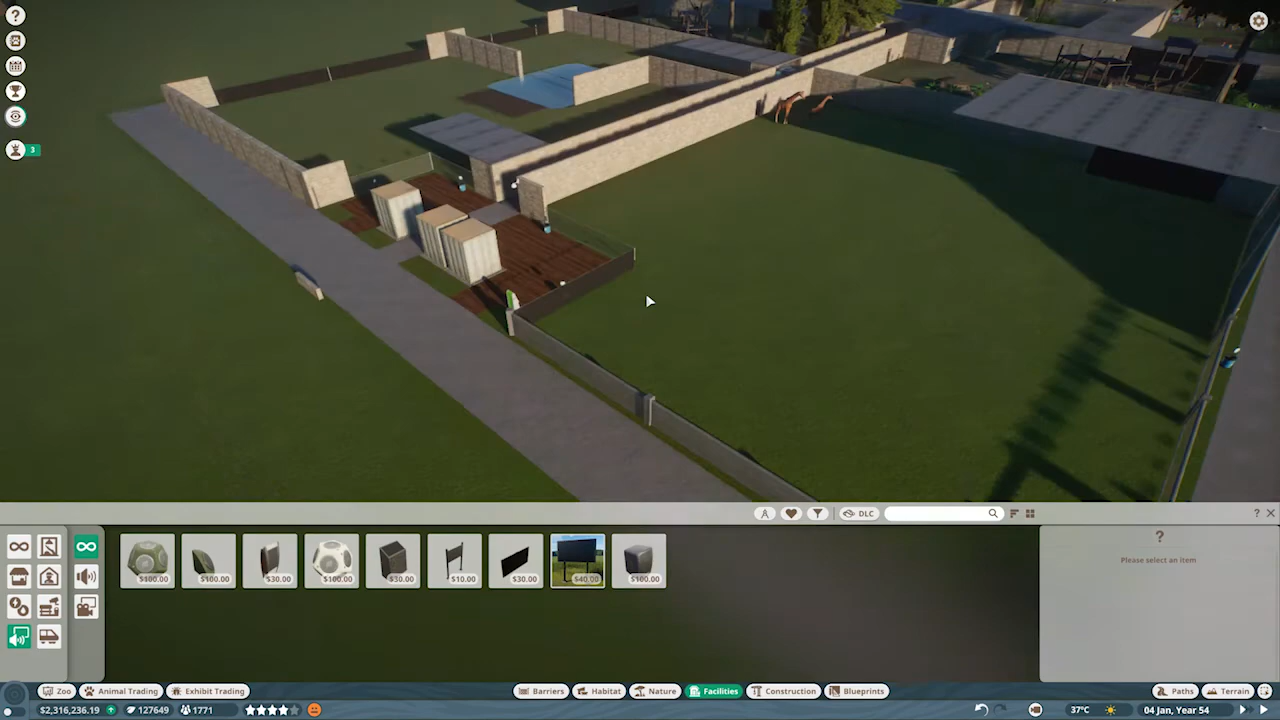 3
DLC
Please select an item
$100.00
$100.00
$30.00
$100.00
$30.00
$10.00
$30.00
$40.00
$100.00
Zoo
Animal Trading
Exhibit Trading
Barriers
Habitat
Nature
Facilities
Construction
Blueprints
Paths
Terrain
$2,316,236.19
127649
1771
37°C
04 Jan, Year 54